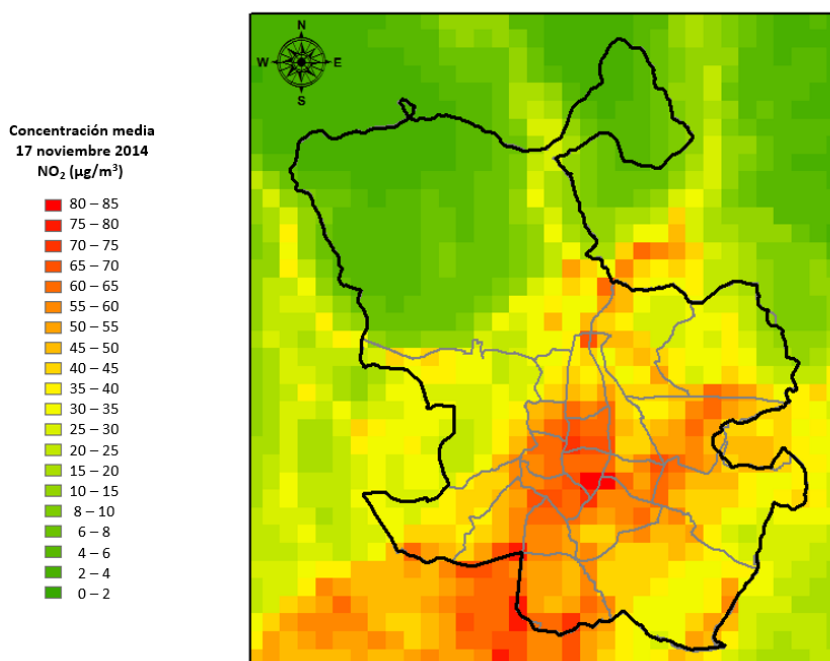 N
W E
S
Concentración media
17 noviembre 2014
NO₂ (µg/m³)
80 – 85
75 – 80
70 – 75
65 – 70
60 – 65
55 – 60
50 – 55
45 – 50
40 – 45
35 – 40
30 – 35
25 – 30
20 – 25
15 – 20
10 – 15
8 – 10
6 – 8
4 – 6
2 – 4
0 – 2